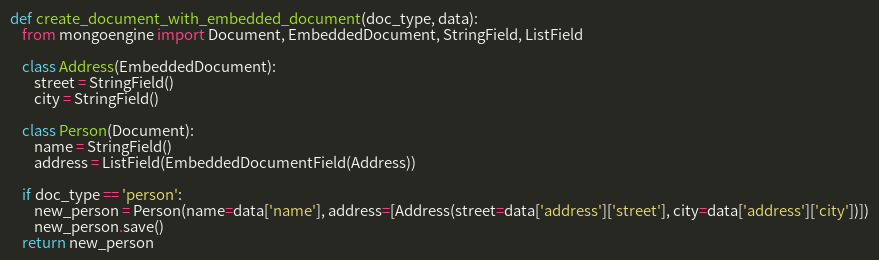 def create_document_with_embedded_document(doc_type, data):
    from mongoengine import Document, EmbeddedDocument, StringField, ListField

    class Address(EmbeddedDocument):
        street = StringField()
        city = StringField()

    class Person(Document):
        name = StringField()
        address = ListField(EmbeddedDocumentField(Address))

    if doc_type == 'person':
        new_person = Person(name=data['name'], address=[Address(street=data['address']['street'], city=data['address']['city'])])
        new_person.save()
    return new_person